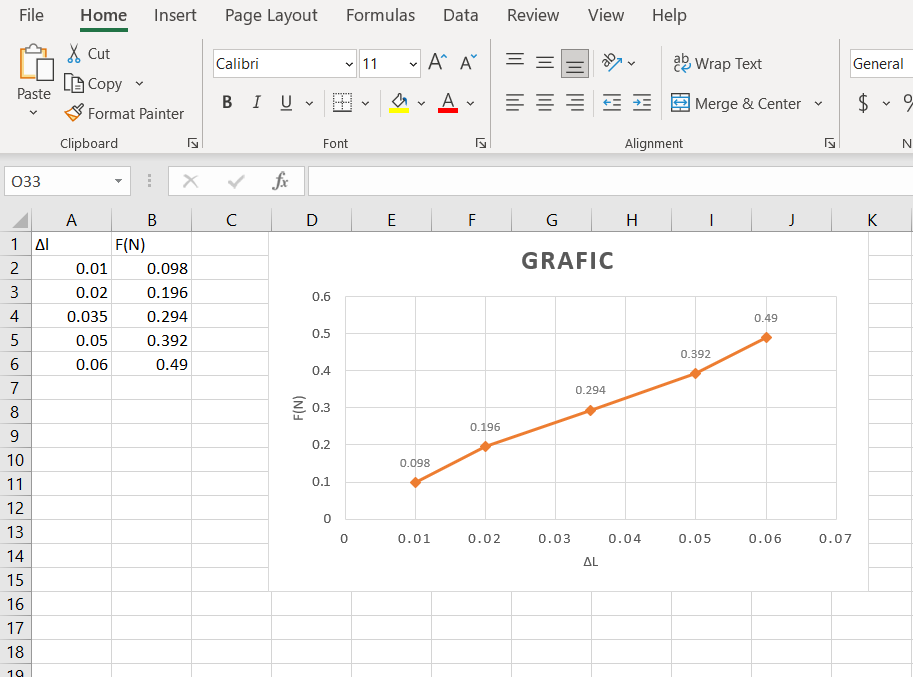 File Home Insert Page Layout Formulas Data Review View Help
Cut
Calibri 11 A A ab Wrap Text General
Copy
Paste
Format Painter B I U A Merge & Center $ %
Clipboard Font Alignment N
O33 fx
A B C D E F G H I J K
1 Δl F(N)
2 0.01 0.098
3 0.02 0.196
4 0.035 0.294
5 0.05 0.392
6 0.06 0.49
7
8
9
10
11
12
13
14
15
16
17
18
19
GRAFIC
0.6
0.5
0.4
0.3
0.2
0.1
0
F(N)
0.098 0.196 0.294 0.392 0.49
0 0.01 0.02 0.03 0.04 0.05 0.06 0.07
ΔL